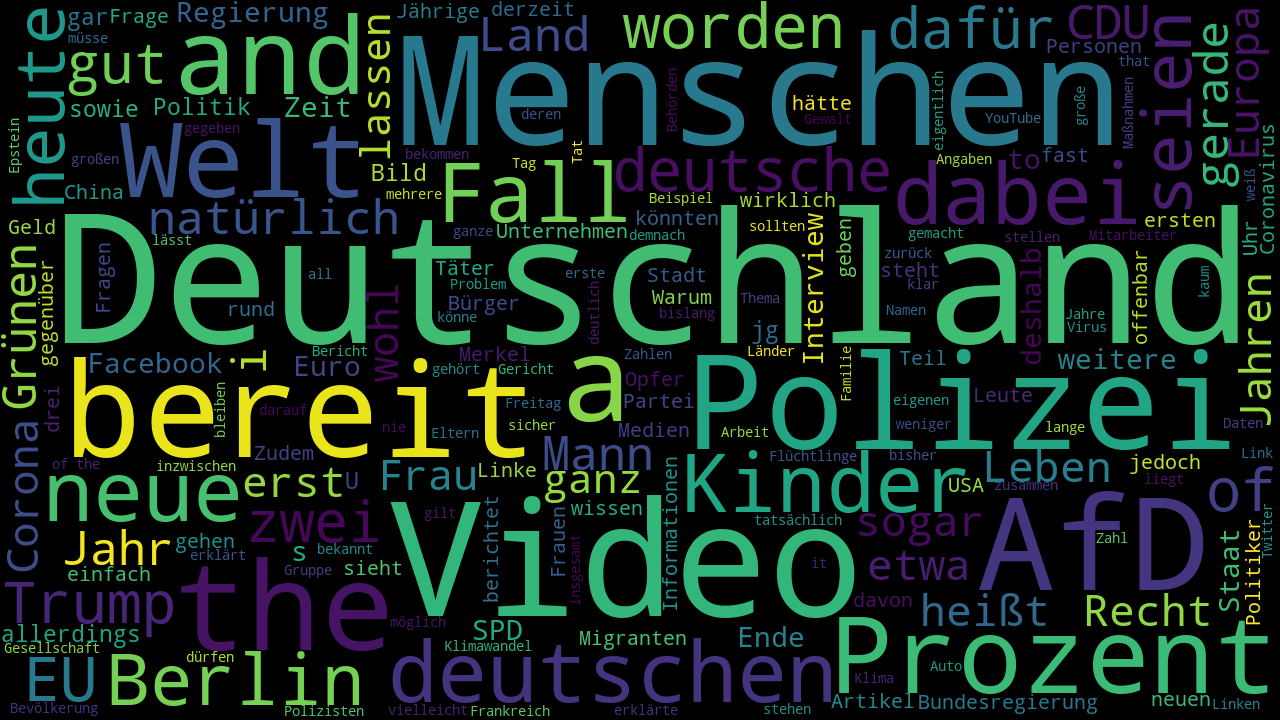 heute
gar
Frage
müsse
Regierung
and
gut
sowie
Politik
Zeit
lassen
Jährige
derzeit
Land
Menschen
worden
dafür
CDU
Personen
that
seien
gerade
Europa
Coronavirus
weiß
Epstein
großen
gegeben
China
Welt
Bild
bekommen
mehrere
Tag
Tat
deren
Behörden
hätte
Gewalt
eigentlich
YouTube
große
Maßnahmen
Angaben
to
fast
Fall
deutsche
dabei
Beispiel
wirklich
ersten
Uhr
Geld
natürlich
lässt
ganze
Unternehmen
könnten
demnach
sollten
Interview
geben
gemacht
stellen
Mitarbeiter
Deutschland
Grünen
gegenüber
Fragen
all
rund
wohl
Täter
Problem
Bürger
könne
erste
deutlich
Stadt
Warum
bislang
Thema
jg
zurück
steht
klar
Namen
deshalb
Jahre
Virus
offenbar
kaum
Jahren
Facebook
i
Bericht
Euro
Merkel
gehört
Gericht
a
Zahlen
Länder
Familie
Teil
weitere
drei
bereit
bleiben
darauf
nie
Eltern
Freitag
sicher
Opfer
Partei
Medien
Arbeit
Polizei
eigenen
weniger
Leute
lange
Daten
Link
Corona
of the
inzwischen
Zudem
neue
erst
U
Frau
Linke
Mann
ganz
wissen
Flüchtlinge
bisher
Kinder
USA
Leben
zusammen
jedoch
liegt
of
zwei
gilt
Video
berichtet
Frauen
insgesamt
Informationen
tatsächlich
sogar
AfD
Zahl
Twitter
Jahr
gehen
erklärt
s
bekannt
Gruppe
sieht
einfach
it
etwa
Staat
Politiker
Trump
the
möglich
davon
heißt
Recht
allerdings
Gesellschaft
SPD
Klimawandel
Migranten
Ende
Prozent
EU
Berlin
dürfen
deutschen
Auto
Klima
Bevölkerung
Polizisten
vielleicht
Frankreich
erklärte
stehen
Artikel
Bundesregierung
neuen
Linken